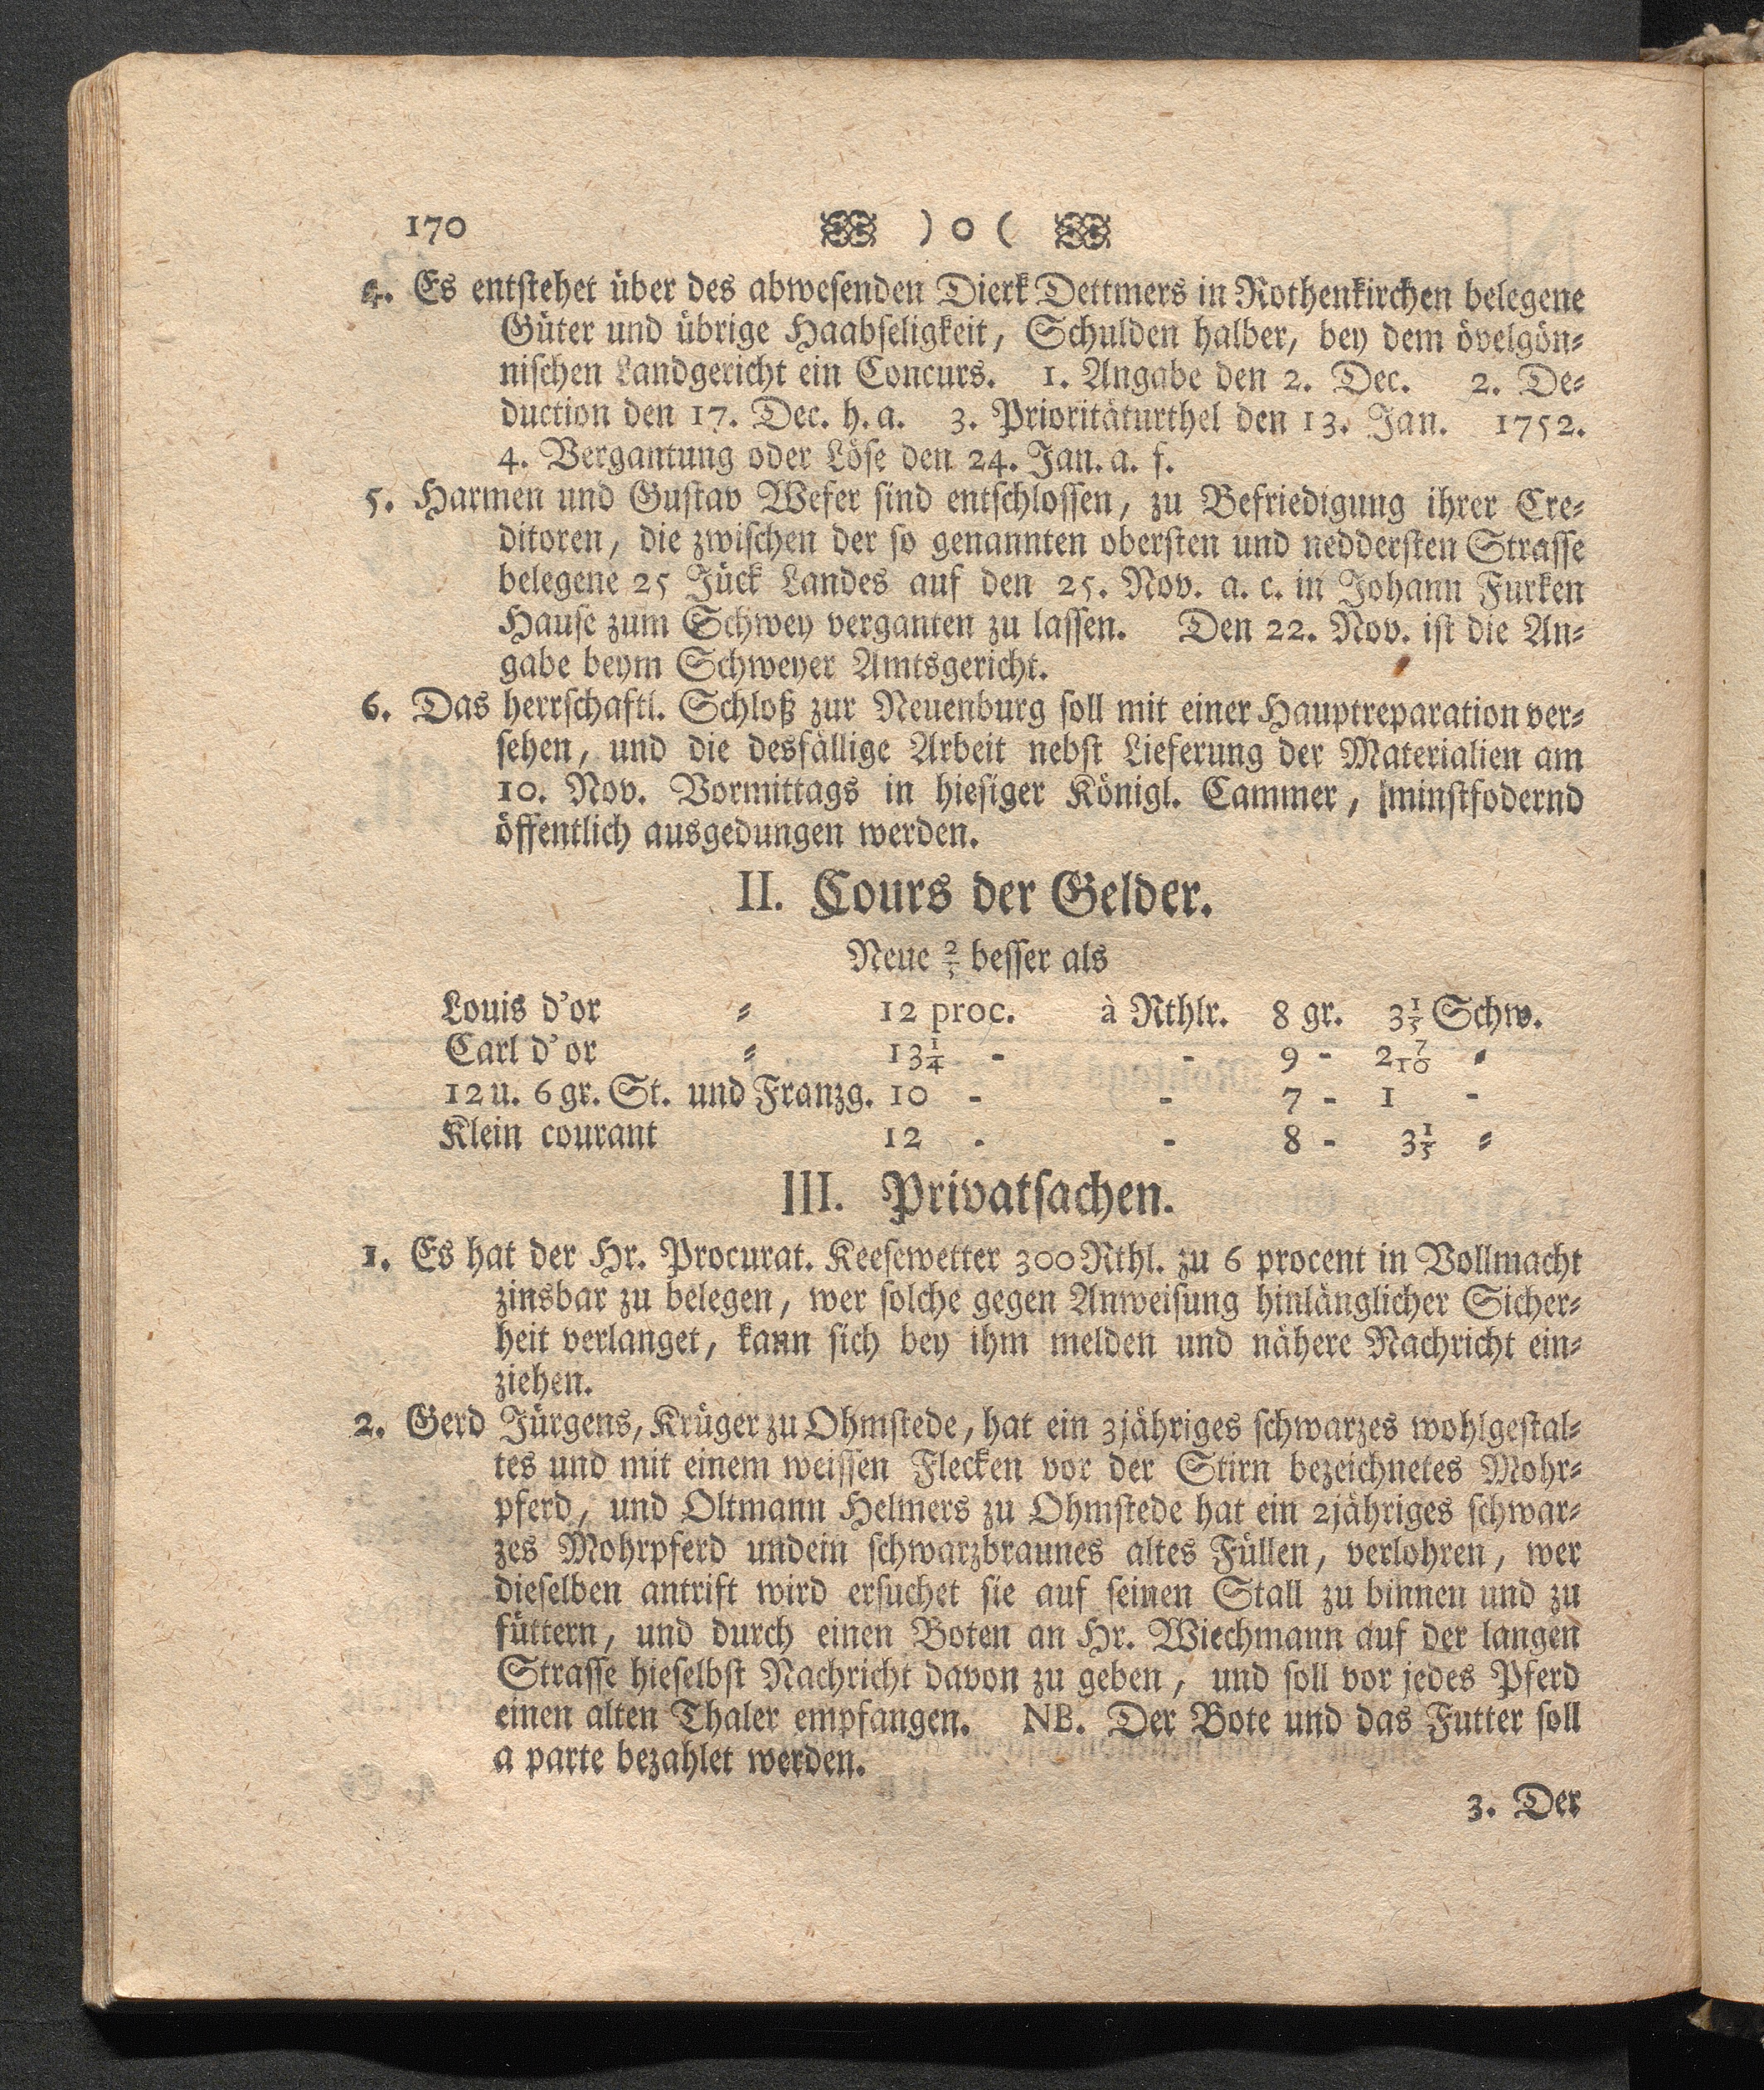 170 ) o (
4. Es entstehet über des abwesenden Dierk Dettmers in Rothenkirchen belegene
Güter und übrige Haabseligkeit, Schulden halber, bey dem övelgön-
nischen Landgericht ein Concurs. 1. Angabe den 2. Dec. 2. De-
duction den 17. Dec. h. a. 3. Prioritäturthel den 13. Jan. 1752.
4. Vergantung oder Löse den 24. Jan. a. f.
5. Harmen und Gustav Wefer sind entschlossen, zu Befriedigung ihrer Cre-
ditoren, die zwischen der so genannten obersten und neddersten Strasse
belegene 25 Jück Landes auf den 25. Nov. a. c. in Johann Furken
Hause zum Schwey verganten zu lassen. Den 22. Nov. ist die An-
gabe beym Schweyer Amtsgericht.
6. Das herrschaftl. Schloß zur Neuenburg soll mit einer Hauptreparation ver-
sehen, und die desfällige Arbeit nebst Lieferung der Materialien am
10. Nov. Vormittags in hiesiger Königl. Cammer, minstfodernd
öffentlich ausgedungen werden.
II. Cours der Gelder.
Neue ⅔ besser als
Louis d'or - 12 proc. à Rthlr. 8 gr. 3⅕ Schw.
Carl d'or - 13¼ - - 9 - 2 7/10 -
12 u. 6 gr. St. und Franzg. 10 - - 7 - 1 -
Klein courant 12 - - 8 - 3⅕ -
III. Privatsachen.
1. Es hat der Hr. Procurat. Keesewetter 300 Rthl. zu 6 procent in Vollmacht
zinsbar zu belegen, wer solche gegen Anweisung hinlänglicher Sicher-
heit verlanget, kann sich bey ihm melden und nähere Nachricht ein-
ziehen.
2. Gerd Jürgens, Krüger zu Ohmstede, hat ein 3jähriges schwarzes wohlgestal-
tes und mit einem weissen Flecken vor der Stirn bezeichnetes Mohr-
pferd, und Oltmann Helmers zu Ohmstede hat ein 2jähriges schwar-
zes Mohrpferd undein schwarzbraunes altes Füllen, verlohren, wer
dieselben antrift wird ersuchet sie auf seinen Stall zu binnen und zu
füttern, und durch einen Boten an Hr. Wiechmann auf der langen
Strasse hieselbst Nachricht davon zu geben, und soll vor jedes Pferd
einen alten Thaler empfangen. NB. Der Bote und das Futter soll
a parte bezahlet werden.
3. Der